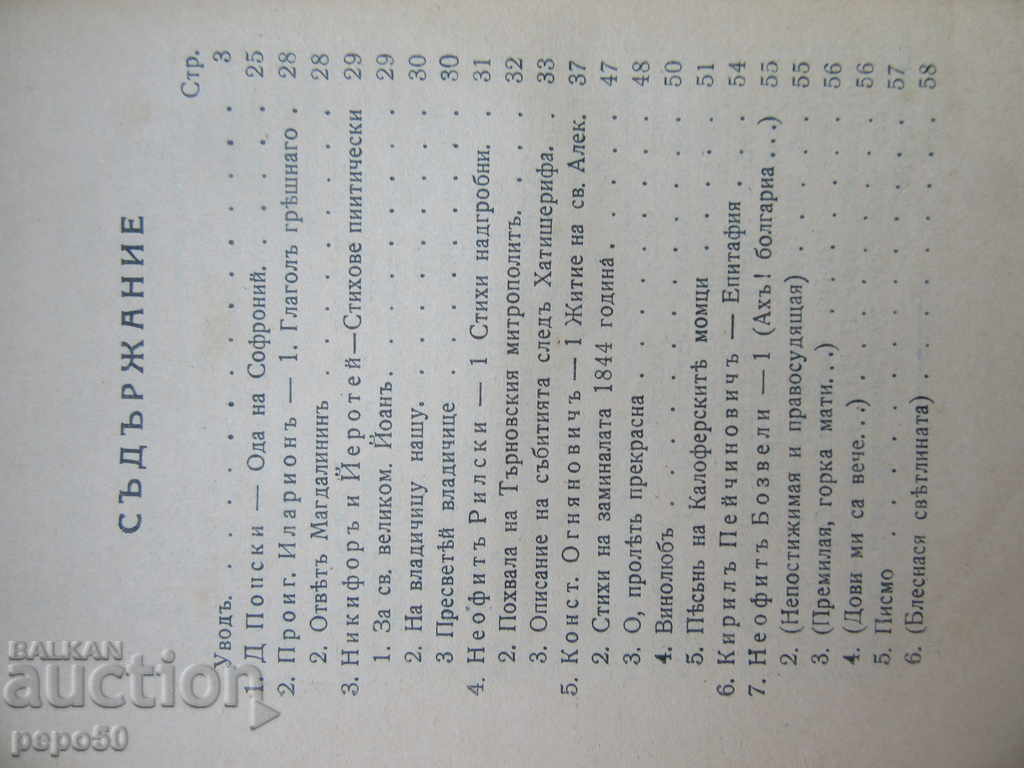 СЪДЪРЖАНИЕ
Стр.
Уводъ. . . . . . . . . . 3
1. Д Попски — Ода на Софроний. . . . . . 25
2. Проиг. Иларионъ — 1. Глаголъ грѣшнаго . 28
2. Отвѣтъ Магдалининъ . . . . . . . 28
3. Никифоръ и Йеротей—Стихове пиитически 29
1. За св. великом. Йоанъ. . . . . . . . 29
2. На владичицу нашу. . . . . . . . 30
3 Пресветѣй владичице . . . . . . . 30
4. Неофитъ Рилски — 1 Стихи надгробни. . 31
2. Похвала на Търновския митрополитъ. . . . 32
3. Описание на събитията следъ Хатишерифа. . 33
5. Конст. Огняновичъ — 1 Житие на св. Алек. 37
2. Стихи на заминалата 1844 година . . . . . 47
3. О, пролѣть прекрасна . . . . . . . . 48
4. Винолюбъ . . . . . . . . . . 50
5. Пѣсьнь на Калоферскитѣ момци . . . . . 51
6. Кирилъ Пейчиновичъ — Епитафия . . . 54
7. Неофитъ Бозвели — 1 (Ахъ! болгариа...) 55
2. (Непостижимая и правосудящая) . . . . . 55
3. (Премилая, горка мати...) . . . . . . 56
4. (Дови ми са вече...) . . . . . . . . 56
5. Писмо . . . . . . . . . . . 57
6. (Блеснася свѣтлината) . . . . . . . 58
BALKAN
auction
pepo50